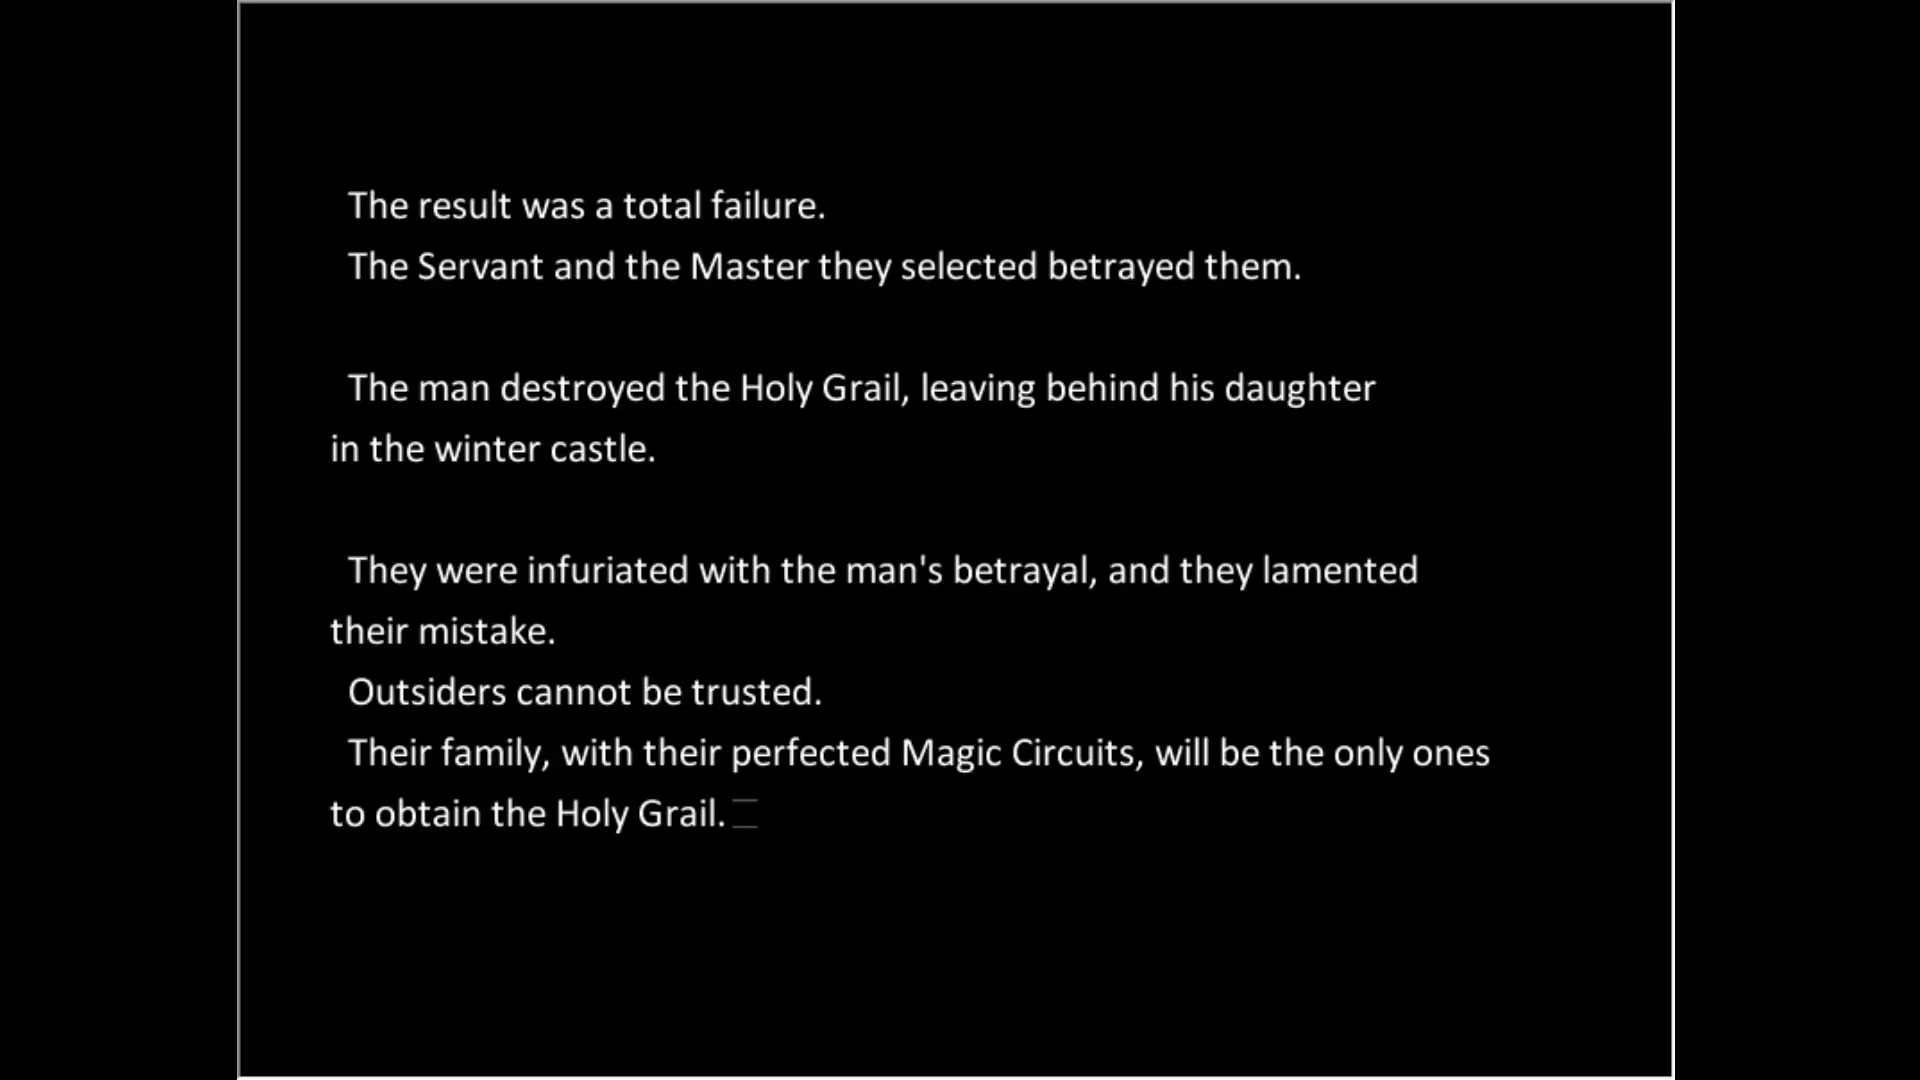 The result was a total failure.
The Servant and the Master they selected betrayed them.
The man destroyed the Holy Grail, leaving behind his daughter
in the winter castle.
They were infuriated with the man's betrayal, and they lamented
their mistake.
Outsiders cannot be trusted.
Their family, with their perfected Magic Circuits, will be the only ones
to obtain the Holy Grail.